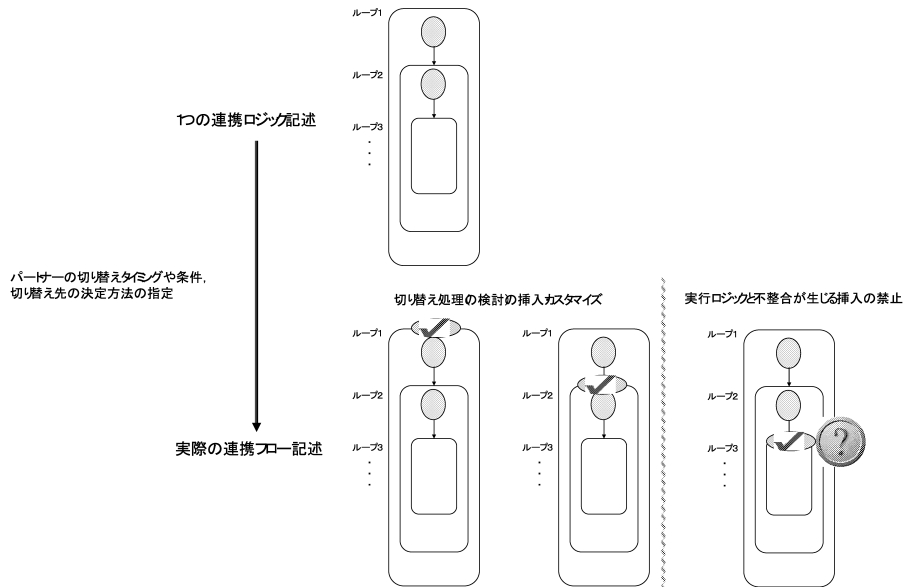 ループ1
ループ2
1つの連携ロジック記述
ループ3
パートナーの切り替えタイミングや条件,
切り替え先の決定方法の指定
切り替え処理の検討の挿入カスタマイズ
実行ロジックと不整合が生じる挿入の禁止
ループ1
ループ1
ループ1
ループ2
ループ2
ループ2
実際の連携フロー記述
ループ3
ループ3
ループ3
?